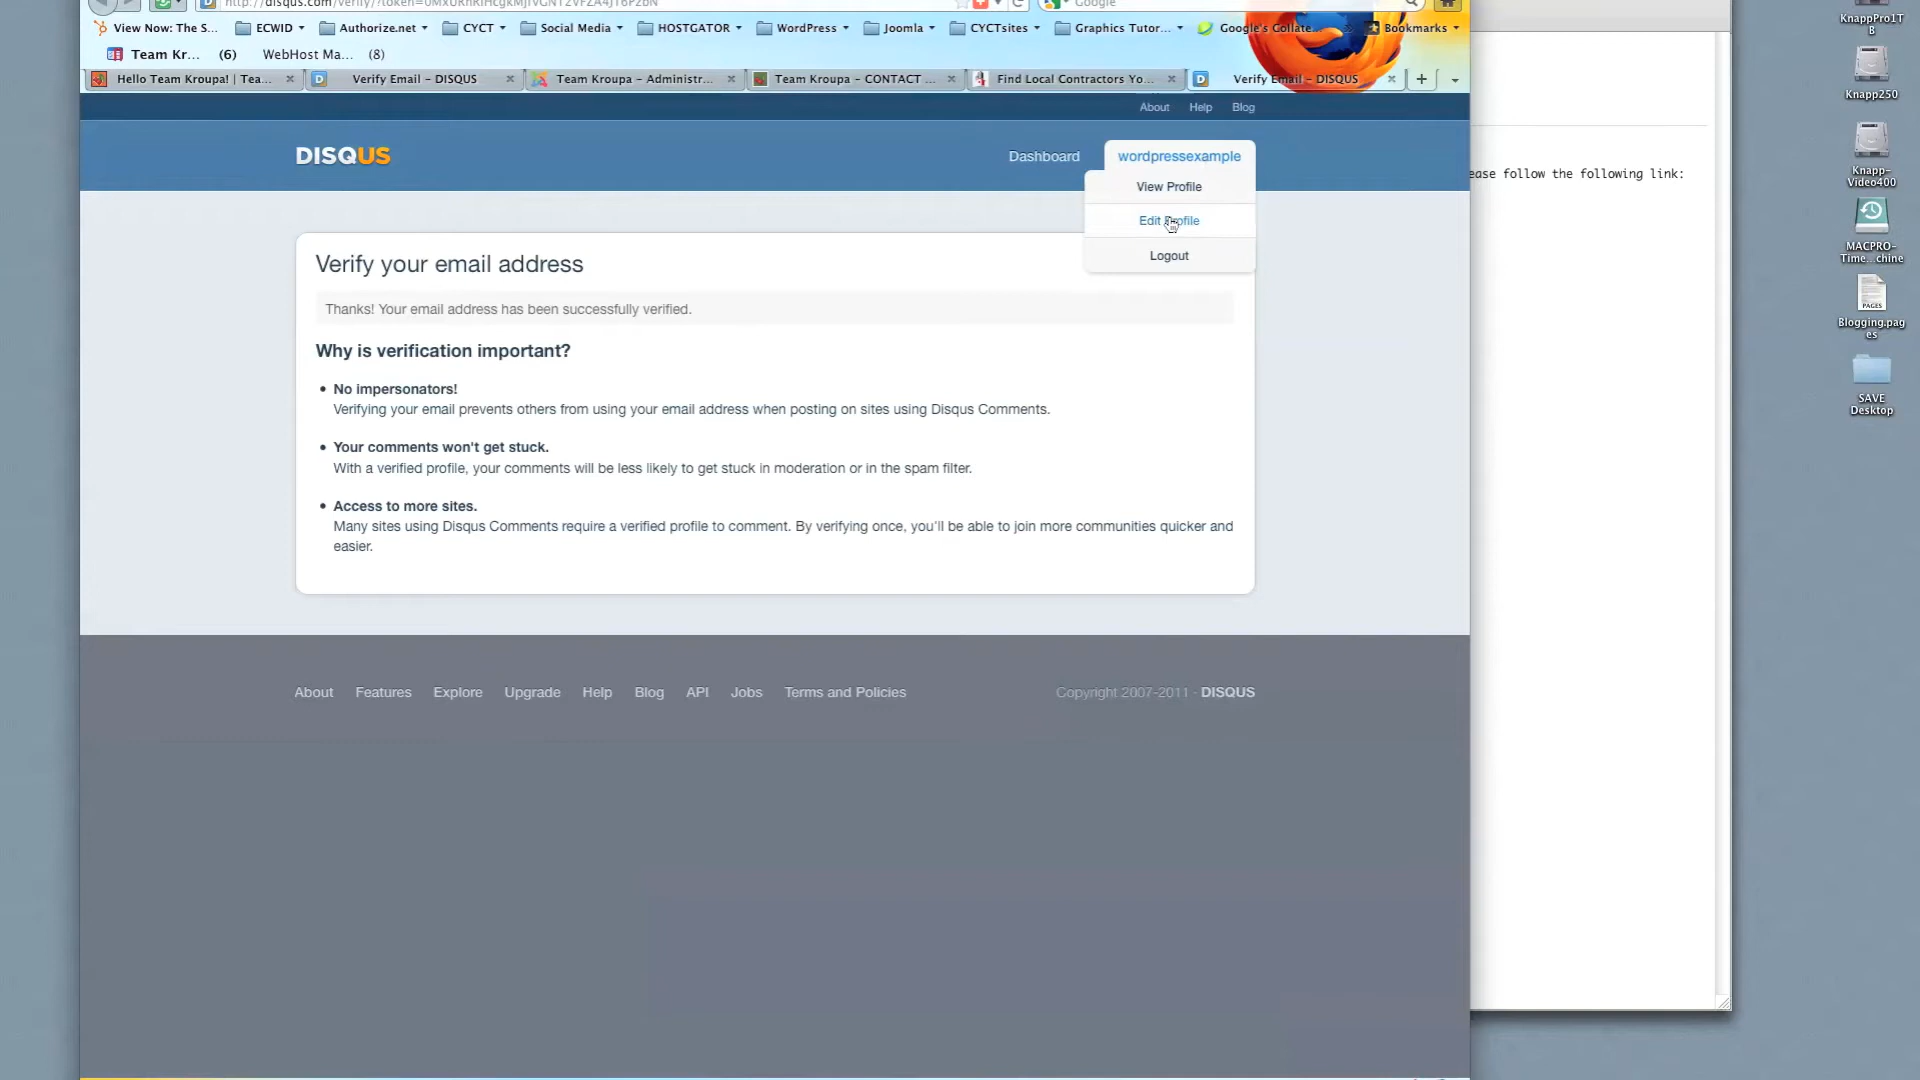 KnappPro1T
B
Google
View Now: The S...
ECWID
Authorize.net
CYCT
Social Media
HOSTGATOR
WordPress
Joomla
CYCTsites
Graphics Tutor...
Google's Collate...
Bookmarks
Team Kr... (6)
WebHost Ma... (8)
Hello Team Kroupa! | Tea...
Verify Email – DISQUS
Team Kroupa – Administr...
Team Kroupa – CONTACT ...
Find Local Contractors Yo...
Verify Email – DISQUS
About Help Blog
DISQUS
Dashboard
wordpressexample
View Profile
Edit Profile
Logout
Verify your email address
Thanks! Your email address has been successfully verified.
Why is verification important?
• No impersonators!
Verifying your email prevents others from using your email address when posting on sites using Disqus Comments.
• Your comments won't get stuck.
With a verified profile, your comments will be less likely to get stuck in moderation or in the spam filter.
• Access to more sites.
Many sites using Disqus Comments require a verified profile to comment. By verifying once, you'll be able to join more communities quicker and
easier.
About Features Explore Upgrade Help Blog API Jobs Terms and Policies
Copyright 2007-2011 · DISQUS
ease follow the following link:
Knapp250
Knapp-
Video400
MACPRO-
Time...chine
PAGES
Blogging.pag
es
SAVE
Desktop